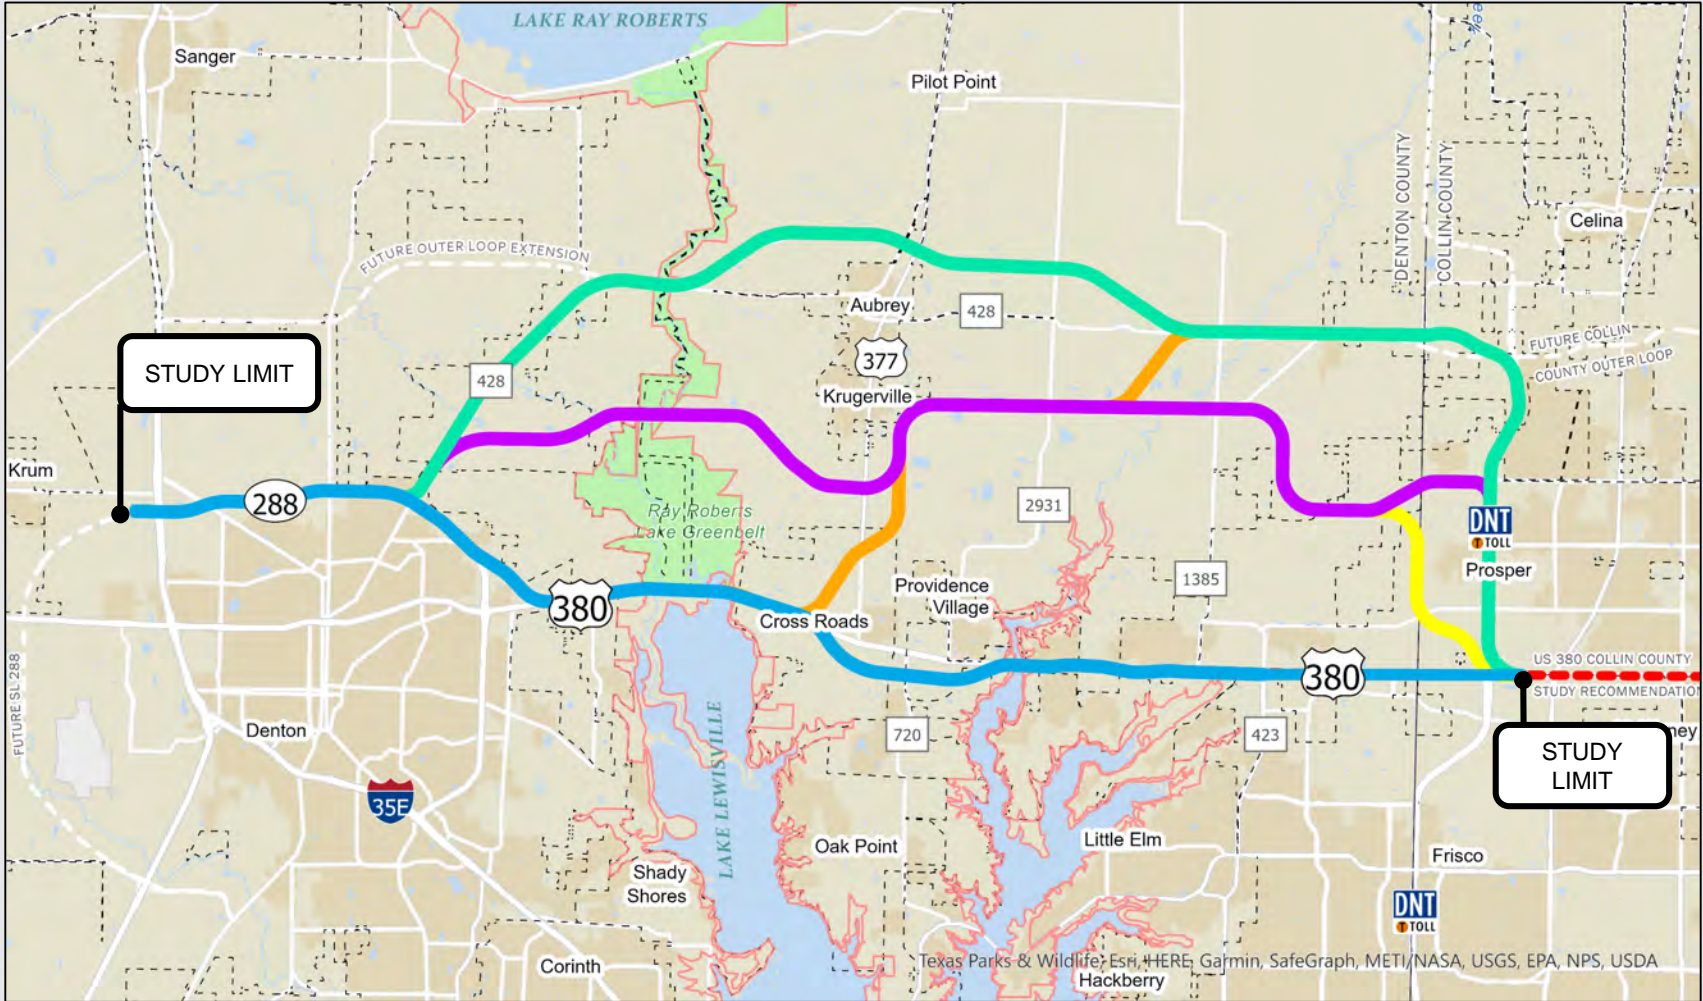 LAKE RAY ROBERTS
Sanger
Pilot Point
DENTON COUNTY
COLLIN COUNTY
Celina
FUTURE OUTER LOOP EXTENSION
Aubrey
428
FUTURE COLLIN
COUNTY OUTER LOOP
STUDY LIMIT
377
428
Krugerville
Krum
288
2931
Ray Roberts
Lake Greenbelt
DNT
TOLL
Prosper
1385
Providence
Village
380
Cross Roads
US 380 COLLIN COUNTY
STUDY RECOMMENDATION
380
FUTURE SL 288
Denton
720
423
STUDY
LIMIT
ney
35E
LAKE LEWISVILLE
Oak Point
Little Elm
Frisco
Shady
Shores
DNT
TOLL
Corinth
Texas Parks & Wildlife, Esri, HERE, Garmin, SafeGraph, METI/NASA, USGS, EPA, NPS, USDA
Hackberry